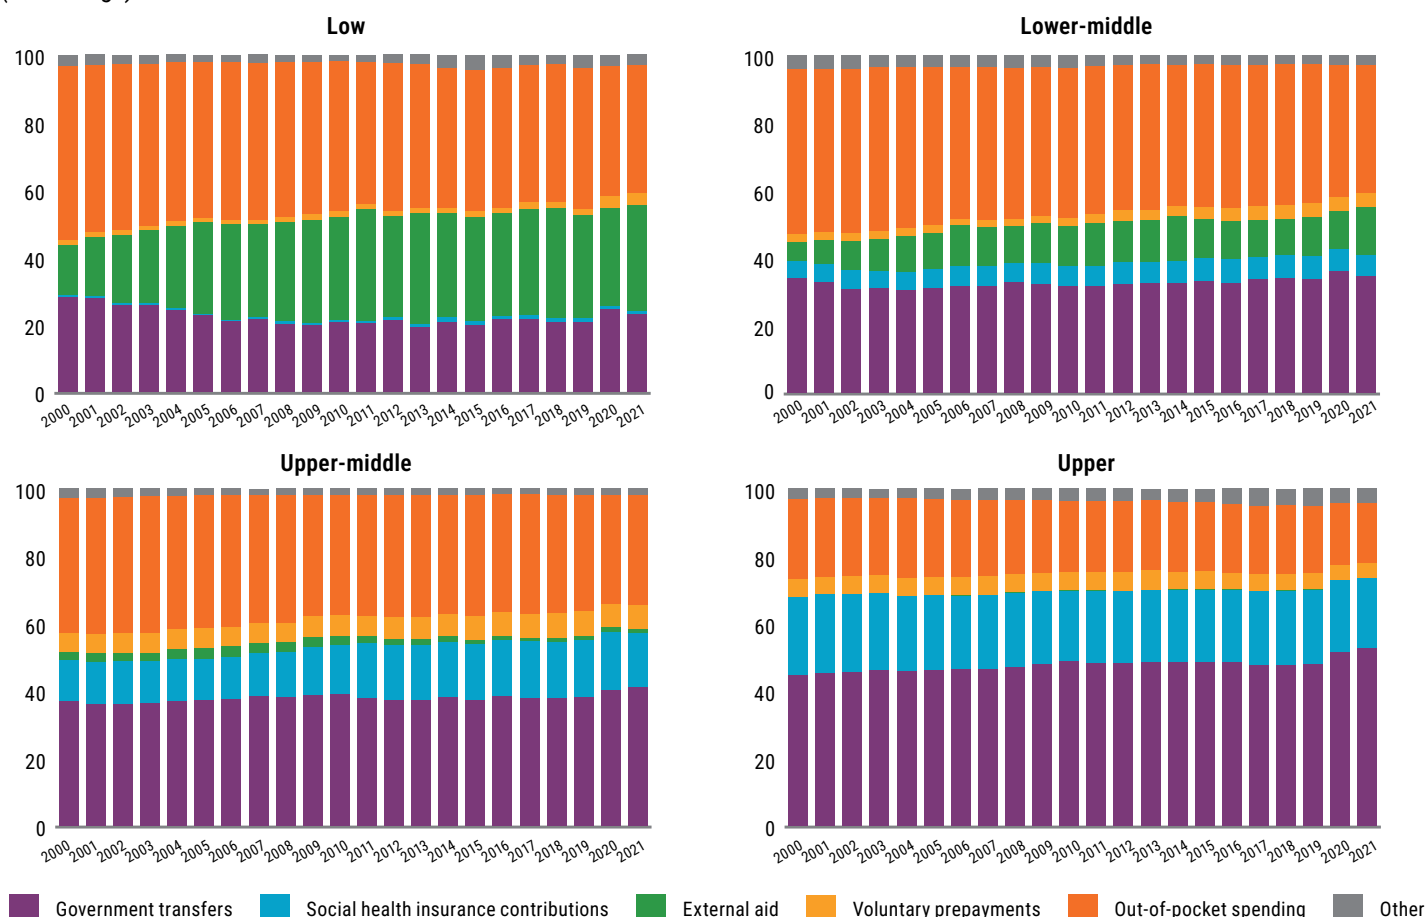 Low
100
80
60
40
20
0
2000 2001 2002 2003 2004 2005 2006 2007 2008 2009 2010 2011 2012 2013 2014 2015 2016 2017 2018 2019 2020 2021
Lower-middle
100
80
60
40
20
0
2000 2001 2002 2003 2004 2005 2006 2007 2008 2009 2010 2011 2012 2013 2014 2015 2016 2017 2018 2019 2020 2021
Upper-middle
100
80
60
40
20
0
2000 2001 2002 2003 2004 2005 2006 2007 2008 2009 2010 2011 2012 2013 2014 2015 2016 2017 2018 2019 2020 2021
Upper
100
80
60
40
20
0
2000 2001 2002 2003 2004 2005 2006 2007 2008 2009 2010 2011 2012 2013 2014 2015 2016 2017 2018 2019 2020 2021
Government transfers Social health insurance contributions External aid Voluntary prepayments Out-of-pocket spending Other